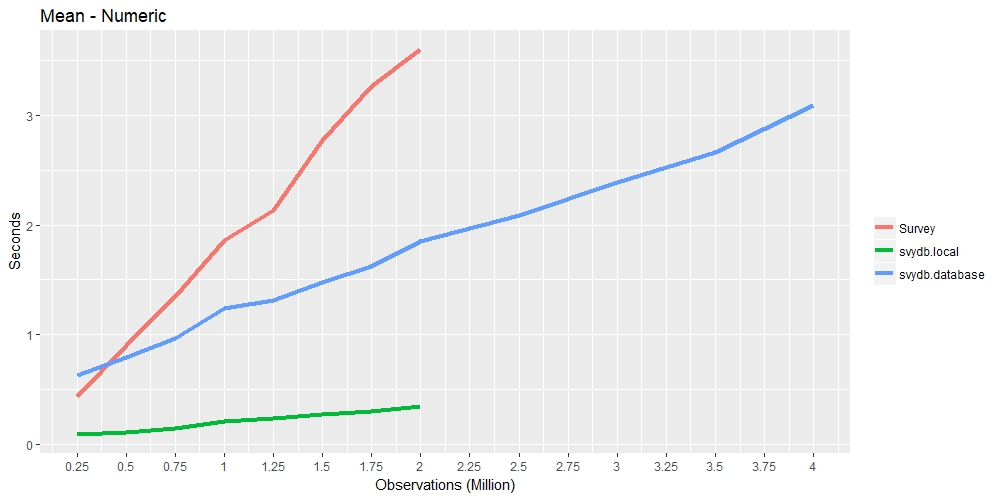 Mean - Numeric
Seconds
3
2
1
0
0.25 0.5 0.75 1 1.25 1.5 1.75 2 2.25 2.5 2.75 3 3.25 3.5 3.75 4
Observations (Million)
Survey
svydb.local
svydb.database